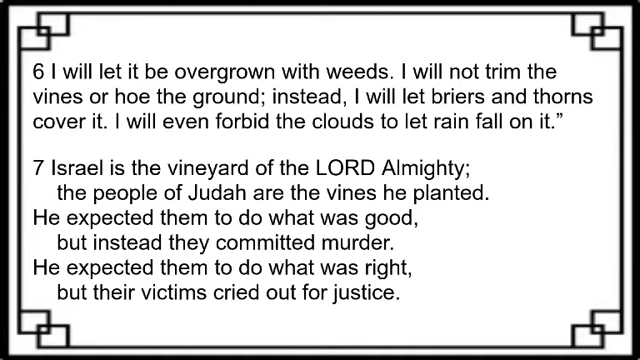 6 I will let it be overgrown with weeds. I will not trim the
vines or hoe the ground; instead, I will let briers and thorns
cover it. I will even forbid the clouds to let rain fall on it.”
7 Israel is the vineyard of the LORD Almighty;
the people of Judah are the vines he planted.
He expected them to do what was good,
but instead they committed murder.
He expected them to do what was right,
but their victims cried out for justice.